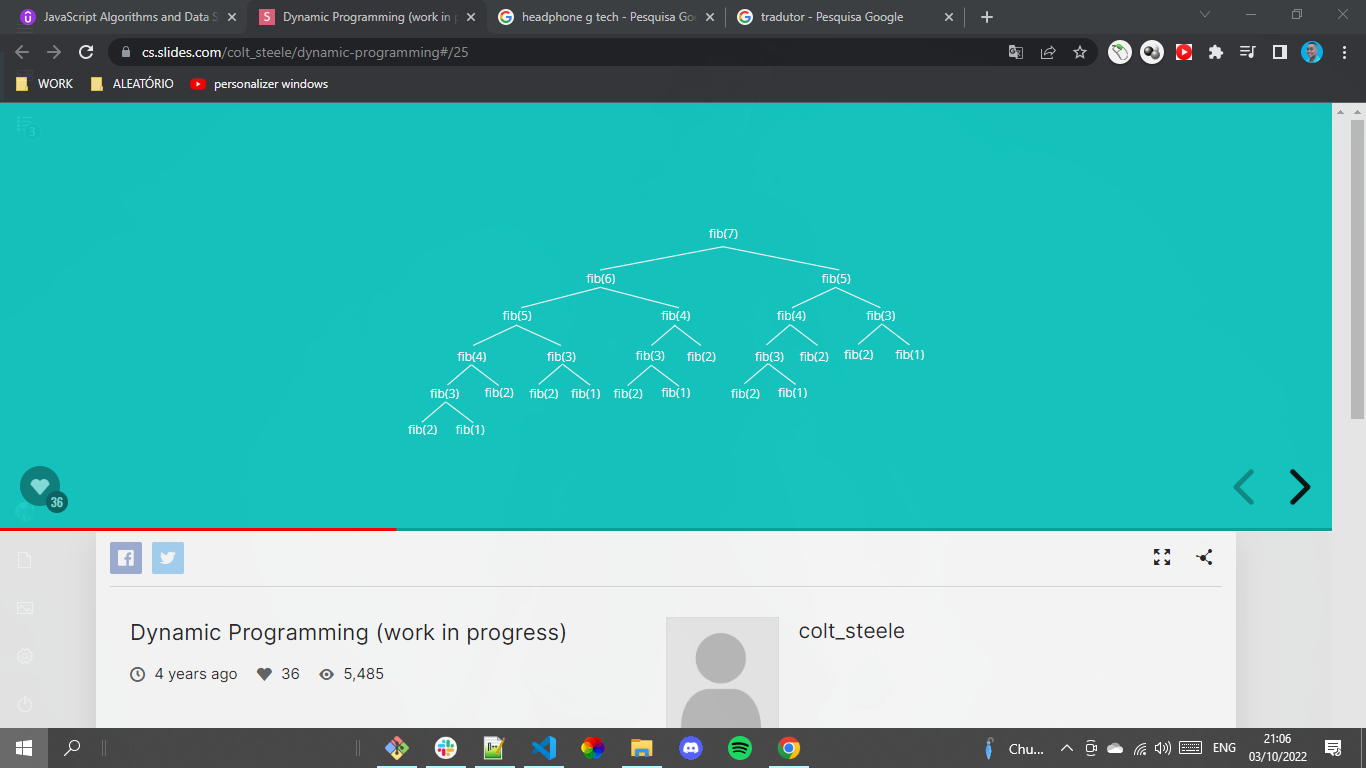 JavaScript Algorithms and Data S
Dynamic Programming (work in p
headphone g tech - Pesquisa Go
tradutor - Pesquisa Google
cs.slides.com/colt_steele/dynamic-programming#/25
WORK
ALEATÓRIO
personalizer windows
3
fib(7)
fib(6) fib(5)
fib(5) fib(4) fib(4) fib(3)
fib(4) fib(3) fib(3) fib(2) fib(3) fib(2) fib(2) fib(1)
fib(3) fib(2) fib(2) fib(1) fib(2) fib(1) fib(2) fib(1)
fib(2) fib(1)
36
Dynamic Programming (work in progress)
4 years ago 36 5,485
colt_steele
Chu...
ENG
21:06
03/10/2022